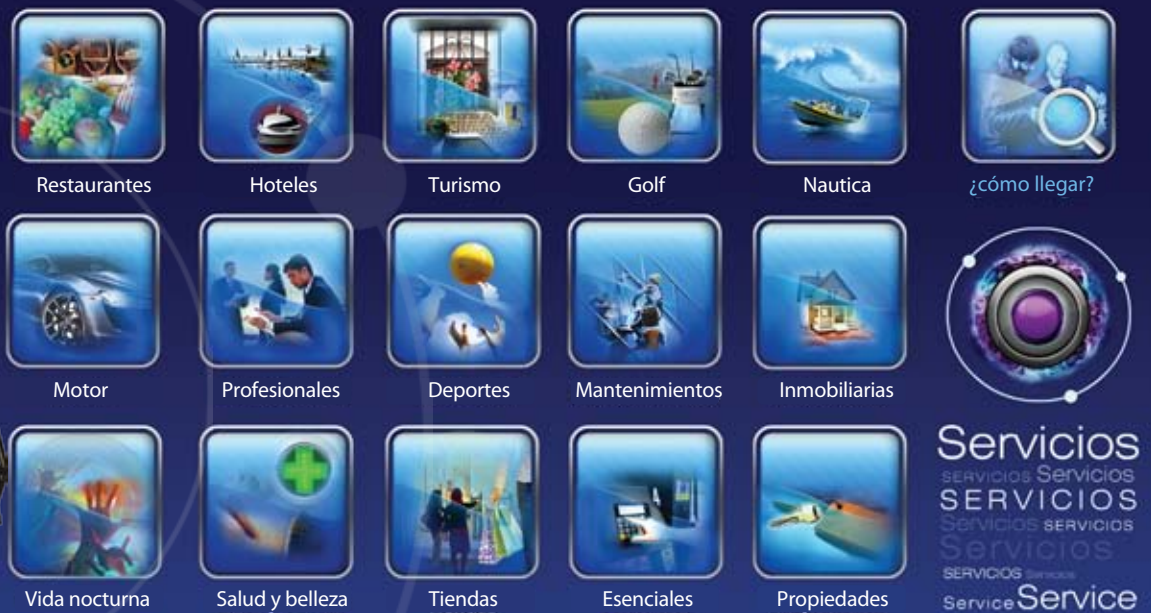 Restaurantes
Hoteles
Turismo
Golf
Nautica
¿cómo llegar?
Motor
Profesionales
Deportes
Mantenimientos
Inmobiliarias
Vida nocturna
Salud y belleza
Tiendas
Esenciales
Propiedades
Servicios
SERVICIOS Servicios
SERVICIOS
Servicios SERVICIOS
Servicios
SERVICIOS Servicios
Service Service